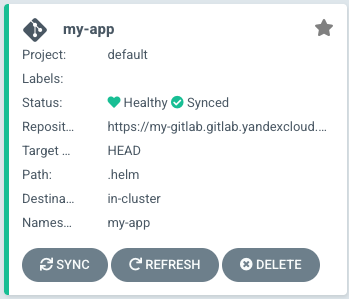 my-app
Project: default
Labels:
Status: Healthy Synced
Reposit... https://my-gitlab.gitlab.yandexcloud....
Target ... HEAD
Path: .helm
Destina... in-cluster
Names... my-app
SYNC REFRESH DELETE